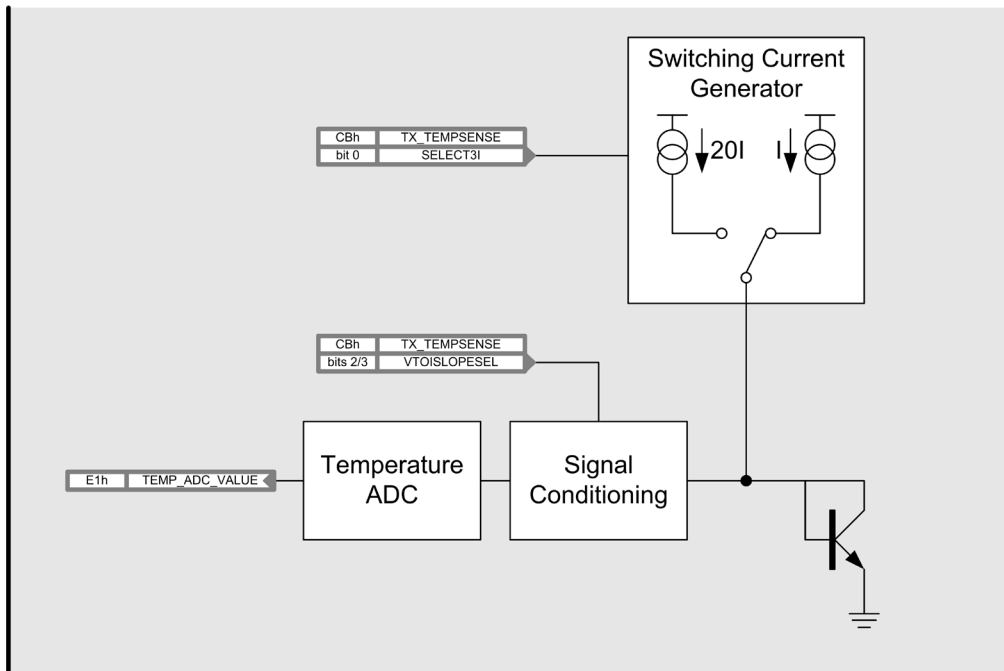 Switching Current
Generator
20I
I
CBh TX_TEMPSENSE
bit 0 SELECT3I
CBh TX_TEMPSENSE
bits 2/3 VTOISLOPESEL
Temperature
ADC
Signal
Conditioning
E1h TEMP_ADC_VALUE